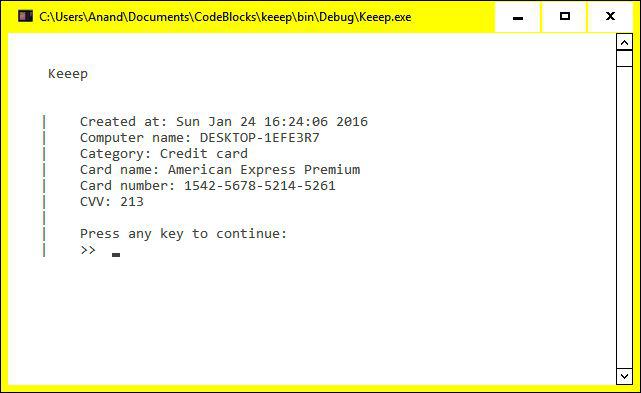 C:\Users\Anand\Documents\CodeBlocks\keeep\bin\Debug\Keeep.exe
Keeep
| Created at: Sun Jan 24 16:24:06 2016
| Computer name: DESKTOP-1EFE3R7
| Category: Credit card
| Card name: American Express Premium
| Card number: 1542-5678-5214-5261
| CVV: 213
|
| Press any key to continue:
| >> _